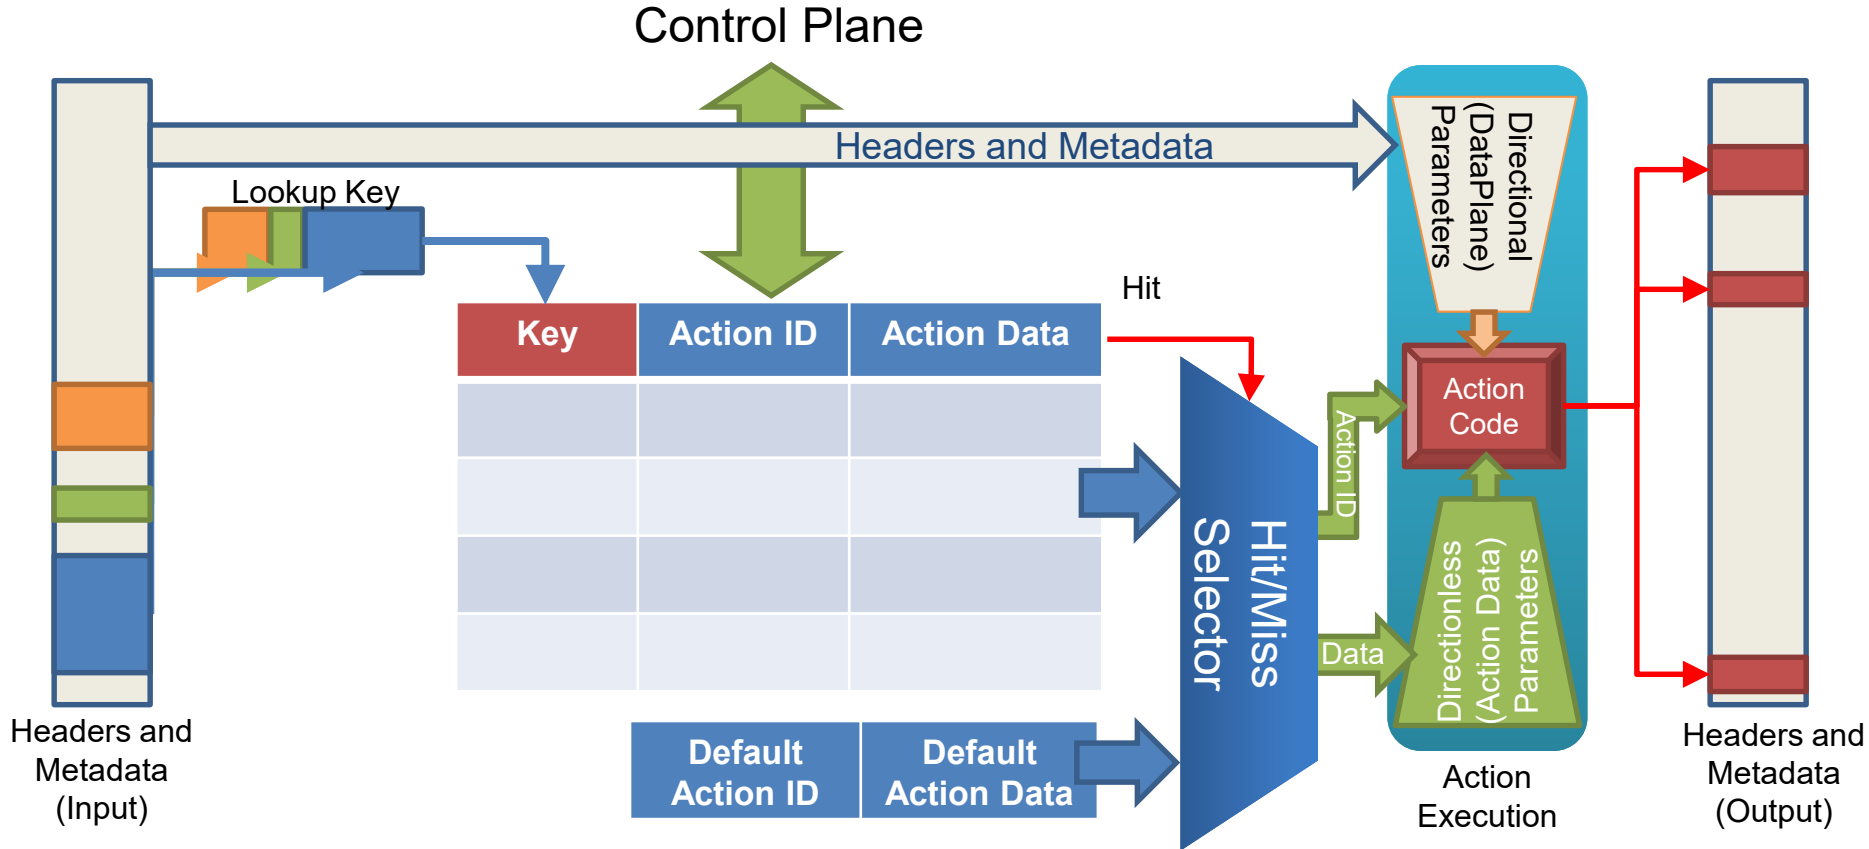 Control Plane
Headers and Metadata
Lookup Key
Hit
Key
Action ID
Action Data
Default
Action ID
Default
Action Data
Hit/Miss
Selector
Action ID
Data
Directional
(DataPlane)
Parameters
Action
Code
Directionless
(Action Data)
Parameters
Action
Execution
Headers and
Metadata
(Input)
Headers and
Metadata
(Output)